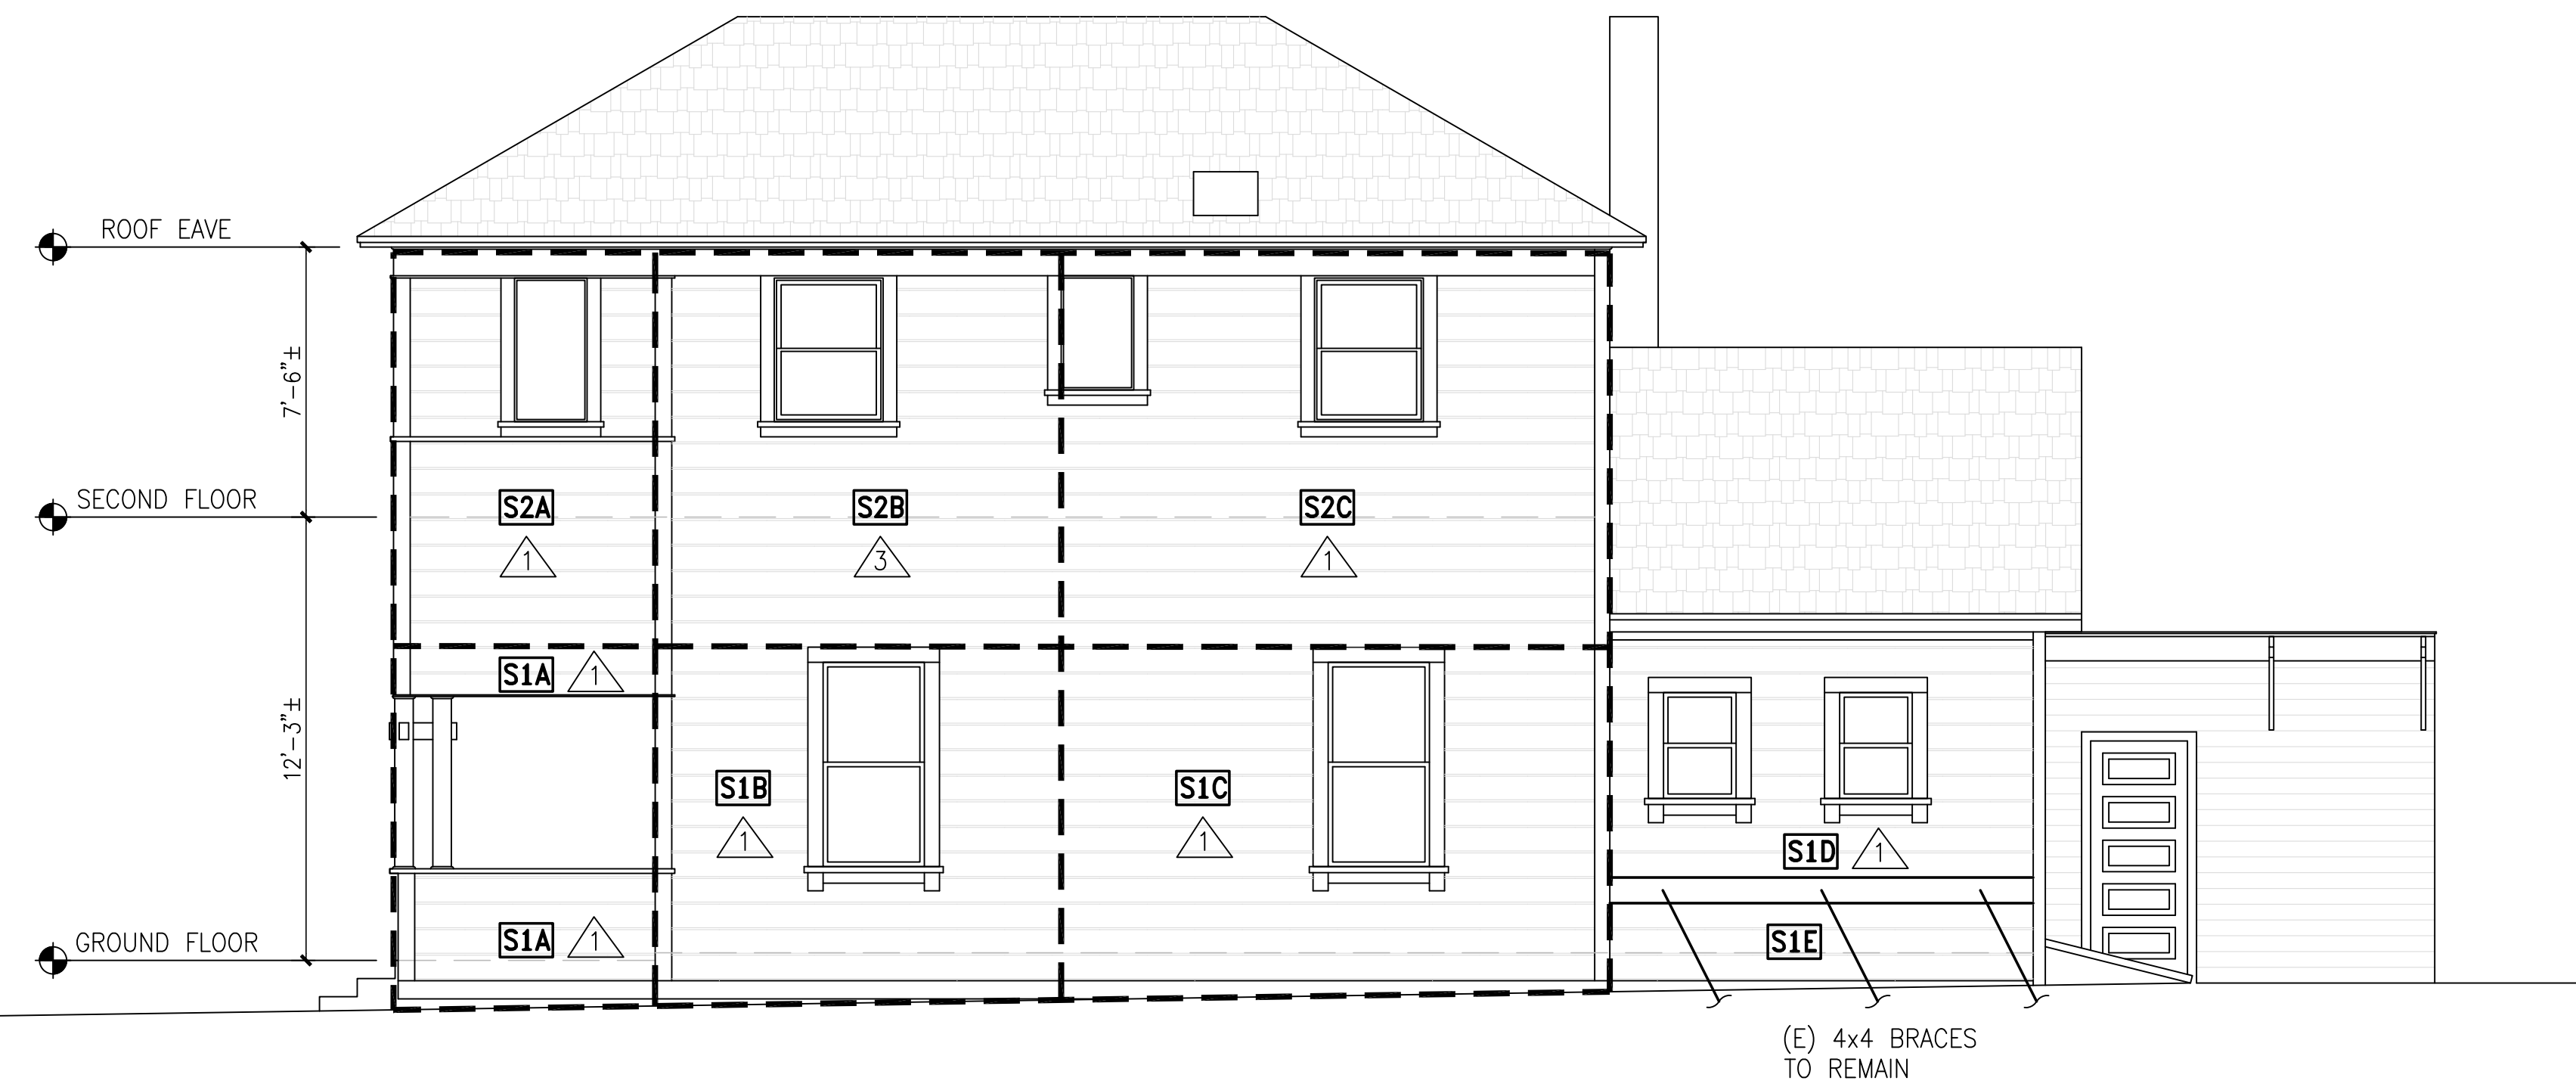 ROOF EAVE
7'-6"±
SECOND FLOOR
S2A
S2B
S2C
1
3
1
S1A
1
12'-3"±
S1B
S1C
1
1
S1D
1
GROUND FLOOR
S1A
1
S1E
(E) 4x4 BRACES
TO REMAIN